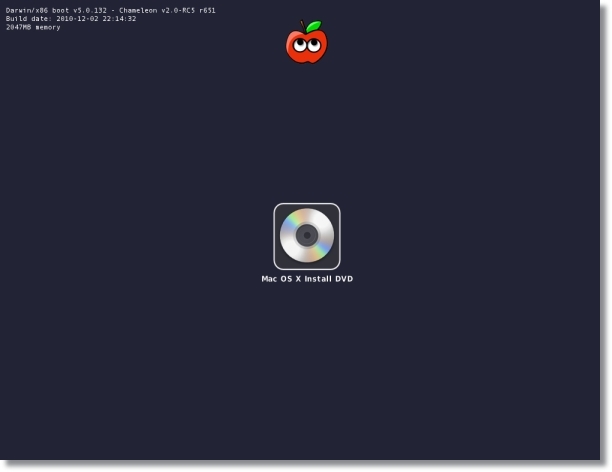 Darwin/x86 boot v5.0.132 - Chameleon v2.0-RC5 r651
Build date: 2010-12-02 22:14:32
2047MB memory
Mac OS X Install DVD